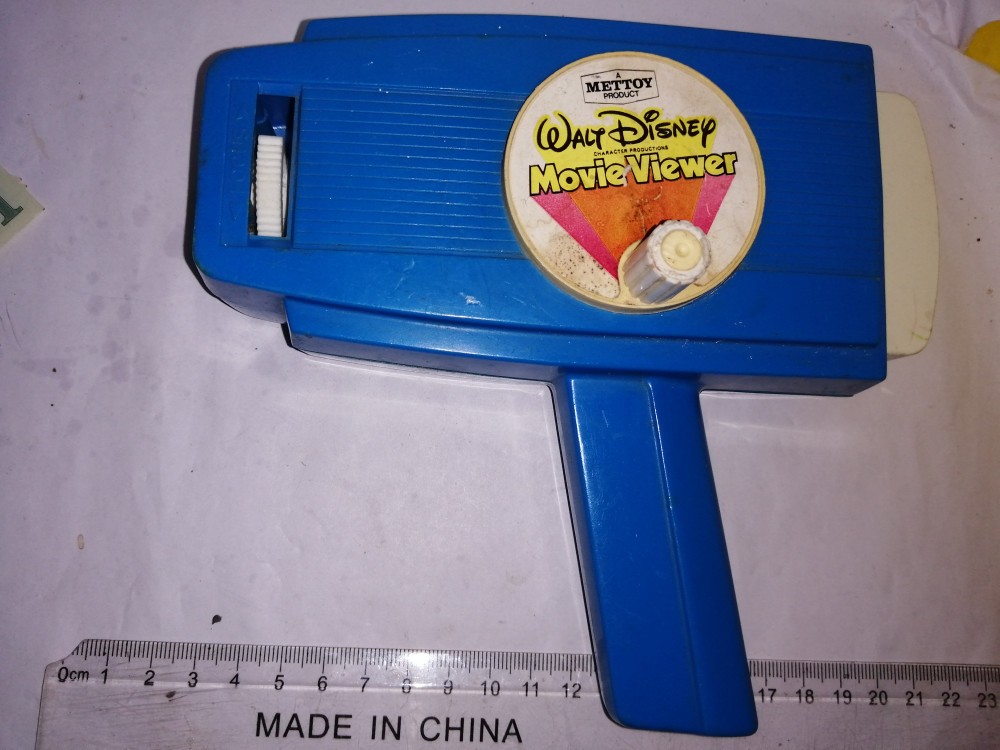 A
METTOY
PRODUCT
WALT DISNEY
CHARACTER PRODUCTIONS
Movie Viewer
0cm 1 2 3 4 5 6 7 8 9 10 11 12 17 18 19 20 21 22 23
MADE IN CHINA